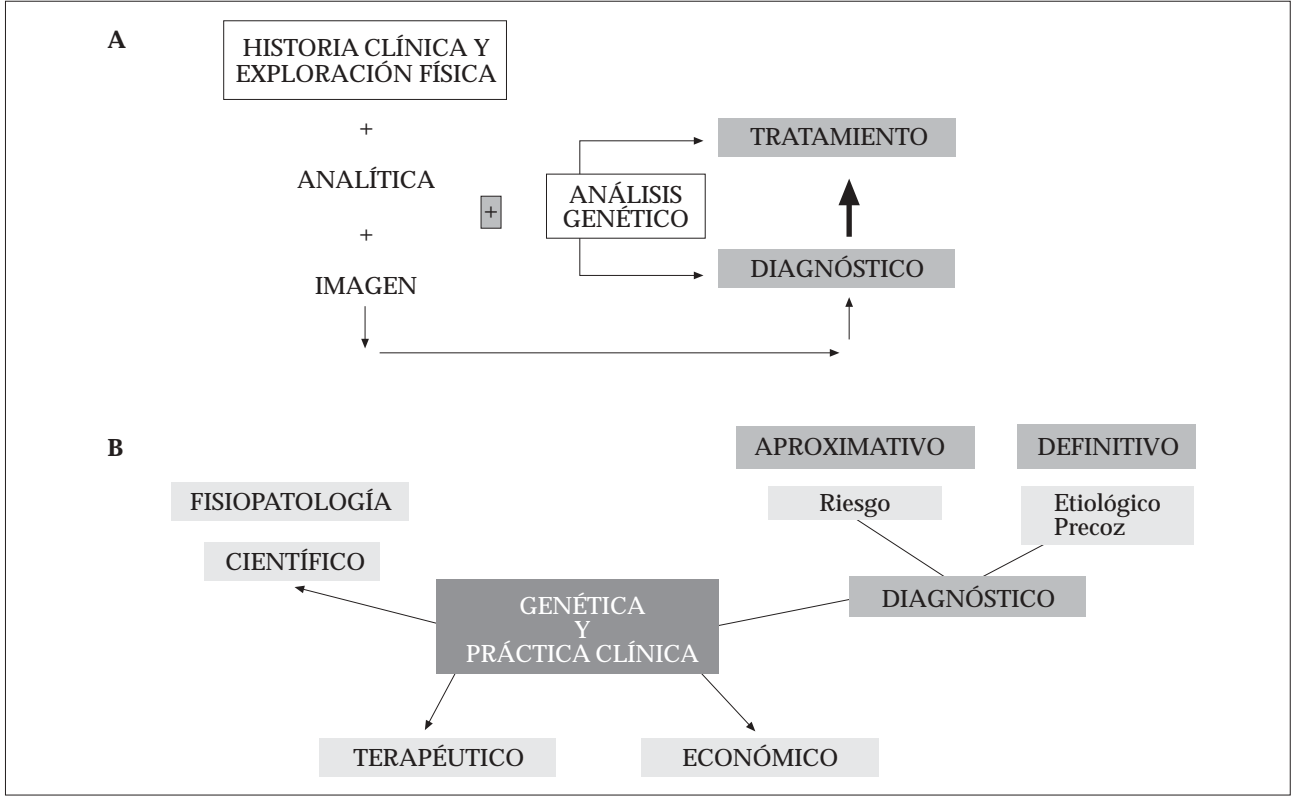 A
HISTORIA CLÍNICA Y
EXPLORACIÓN FÍSICA
+
ANALÍTICA
+
IMAGEN
+
ANÁLISIS
GENÉTICO
TRATAMIENTO
DIAGNÓSTICO
B
FISIOPATOLOGÍA
CIENTÍFICO
GENÉTICA
Y
PRÁCTICA CLÍNICA
TERAPÉUTICO
ECONÓMICO
APROXIMATIVO
Riesgo
DEFINITIVO
Etiológico
Precoz
DIAGNÓSTICO